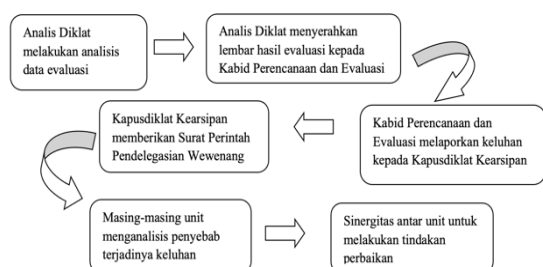 Analis Diklat
melakukan analisis
data evaluasi
Analis Diklat menyerahkan
lembar hasil evaluasi kepada
Kabid Perencanaan dan Evaluasi
Kabid Perencanaan dan
Evaluasi melaporkan keluhan
kepada Kapusdiklat Kearsipan
Kapusdiklat Kearsipan
memberikan Surat Perintah
Pendelegasian Wewenang
Masing-masing unit
menganalisis penyebab
terjadinya keluhan
Sinergitas antar unit untuk
melakukan tindakan
perbaikan